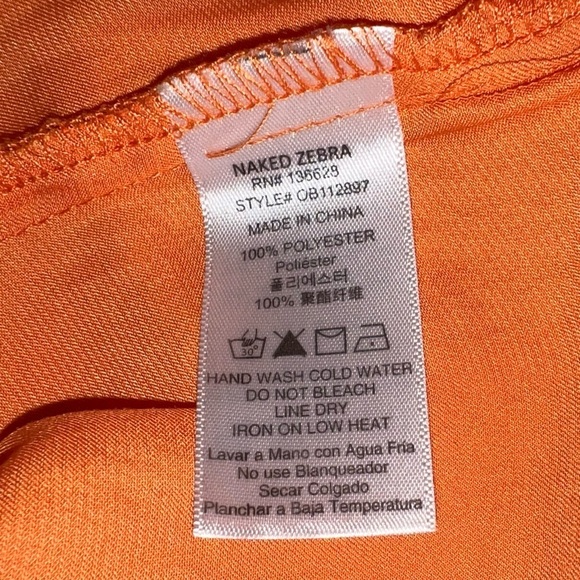 NAKED ZEBRA
RN# 136628
STYLE# OB112897
MADE IN CHINA
100% POLYESTER
Poliéster
폴리에스터
100% 聚酯纤维
30°
HAND WASH COLD WATER
DO NOT BLEACH
LINE DRY
IRON ON LOW HEAT
Lavar a Mano con Agua Fria
No use Blanqueador
Secar Colgado
Planchar a Baja Temperatura